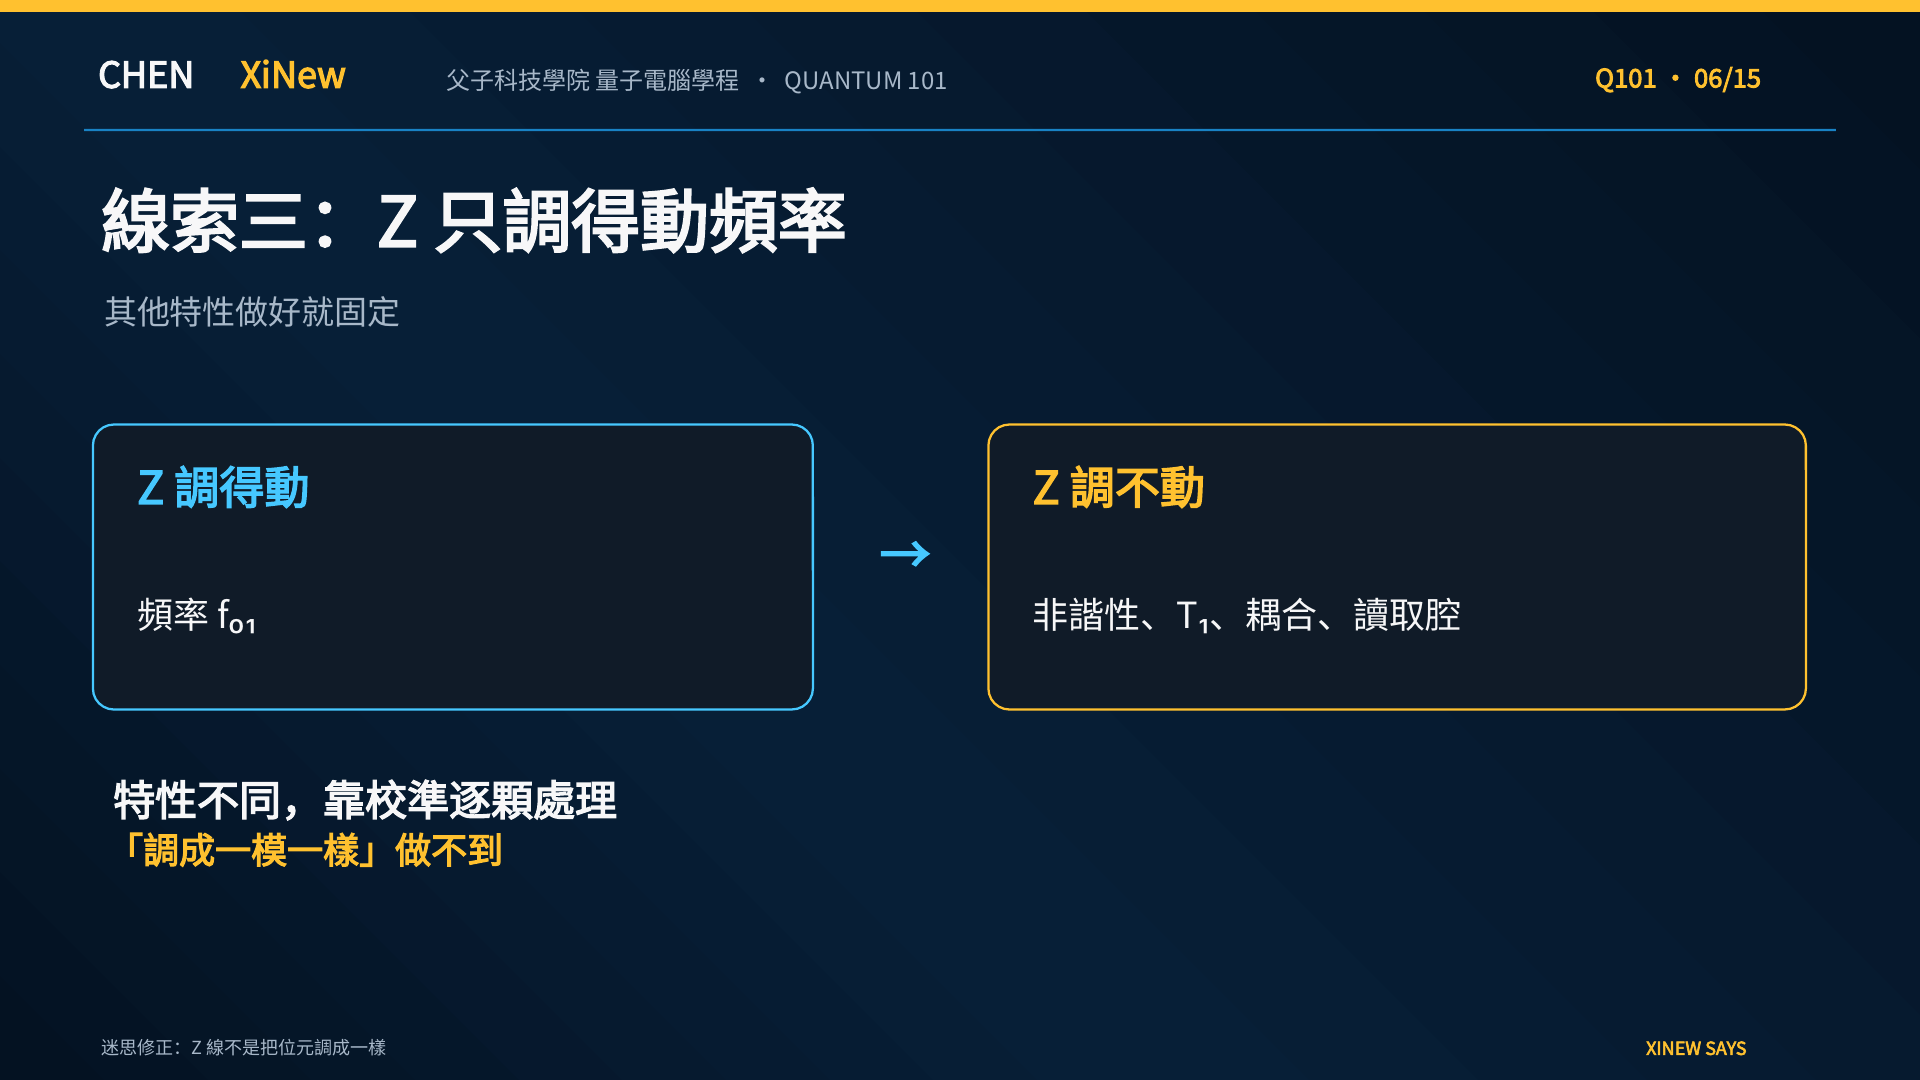 CHEN XiNew 父子科技學院 量子電腦學程 · QUANTUM 101 Q101 · 06/15
線索三：Z 只調得動頻率
其他特性做好就固定
Z 調得動
頻率 f₀₁
→
Z 調不動
非諧性、T₁、耦合、讀取腔
特性不同，靠校準逐顆處理
「調成一模一樣」做不到
迷思修正：Z 線不是把位元調成一樣
XINEW SAYS